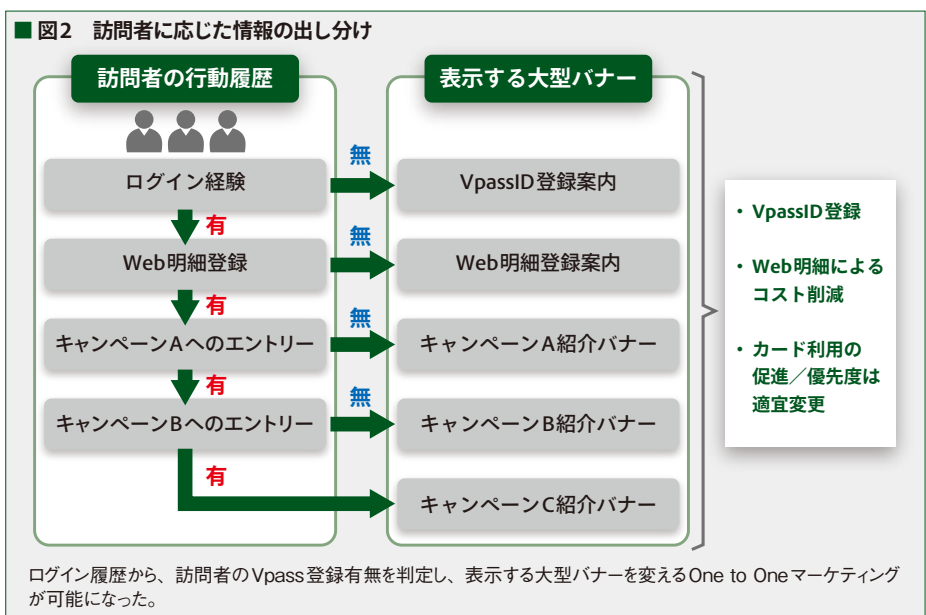 ■ 図2 訪問者に応じた情報の出し分け
訪問者の行動履歴
表示する大型バナー
ログイン経験
無
VpassID登録案内
有
Web明細登録
無
Web明細登録案内
有
キャンペーンAへのエントリー
無
キャンペーンA紹介バナー
有
キャンペーンBへのエントリー
無
キャンペーンB紹介バナー
有
キャンペーンC紹介バナー
・VpassID登録
・Web明細による
コスト削減
・カード利用の
促進／優先度は
適宜変更
ログイン履歴から、訪問者のVpass登録有無を判定し、表示する大型バナーを変えるOne to Oneマーケティング
が可能になった。